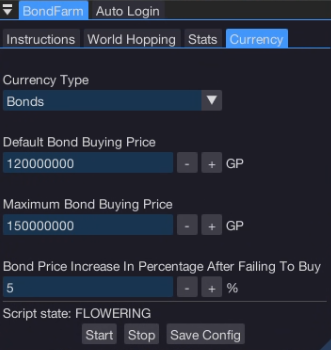 BondFarm Auto Login
Instructions World Hopping Stats Currency
Currency Type
Bonds
Default Bond Buying Price
120000000 - + GP
Maximum Bond Buying Price
150000000 - + GP
Bond Price Increase In Percentage After Failing To Buy
5 - + %
Script state: FLOWERING
Start Stop Save Config